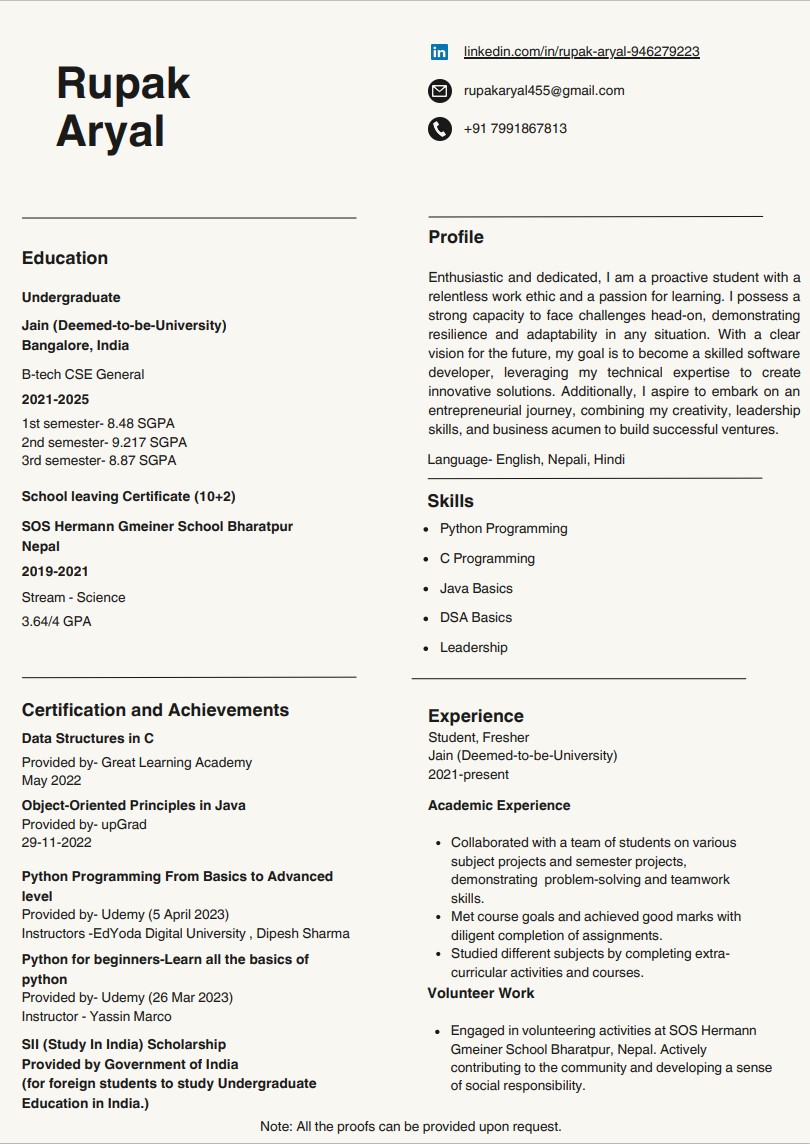 Rupak
Aryal
linkedin.com/in/rupak-aryal-946279223
rupakaryal455@gmail.com
+91 7991867813
Education
Undergraduate
Jain (Deemed-to-be-University)
Bangalore, India
B-tech CSE General
2021-2025
1st semester- 8.48 SGPA
2nd semester- 9.217 SGPA
3rd semester- 8.87 SGPA
School leaving Certificate (10+2)
SOS Hermann Gmeiner School Bharatpur
Nepal
2019-2021
Stream - Science
3.64/4 GPA
Certification and Achievements
Data Structures in C
Provided by- Great Learning Academy
May 2022
Object-Oriented Principles in Java
Provided by- upGrad
29-11-2022
Python Programming From Basics to Advanced
level
Provided by- Udemy (5 April 2023)
Instructors -EdYoda Digital University , Dipesh Sharma
Python for beginners-Learn all the basics of
python
Provided by- Udemy (26 Mar 2023)
Instructor - Yassin Marco
SII (Study In India) Scholarship
Provided by Government of India
(for foreign students to study Undergraduate
Education in India.)
Profile
Enthusiastic and dedicated, I am a proactive student with a
relentless work ethic and a passion for learning. I possess a
strong capacity to face challenges head-on, demonstrating
resilience and adaptability in any situation. With a clear
vision for the future, my goal is to become a skilled software
developer, leveraging my technical expertise to create
innovative solutions. Additionally, I aspire to embark on an
entrepreneurial journey, combining my creativity, leadership
skills, and business acumen to build successful ventures.
Language- English, Nepali, Hindi
Skills
• Python Programming
• C Programming
• Java Basics
• DSA Basics
• Leadership
Experience
Student, Fresher
Jain (Deemed-to-be-University)
2021-present
Academic Experience
• Collaborated with a team of students on various
subject projects and semester projects,
demonstrating problem-solving and teamwork
skills.
• Met course goals and achieved good marks with
diligent completion of assignments.
• Studied different subjects by completing extra-
curricular activities and courses.
Volunteer Work
• Engaged in volunteering activities at SOS Hermann
Gmeiner School Bharatpur, Nepal. Actively
contributing to the community and developing a sense
of social responsibility.
Note: All the proofs can be provided upon request.